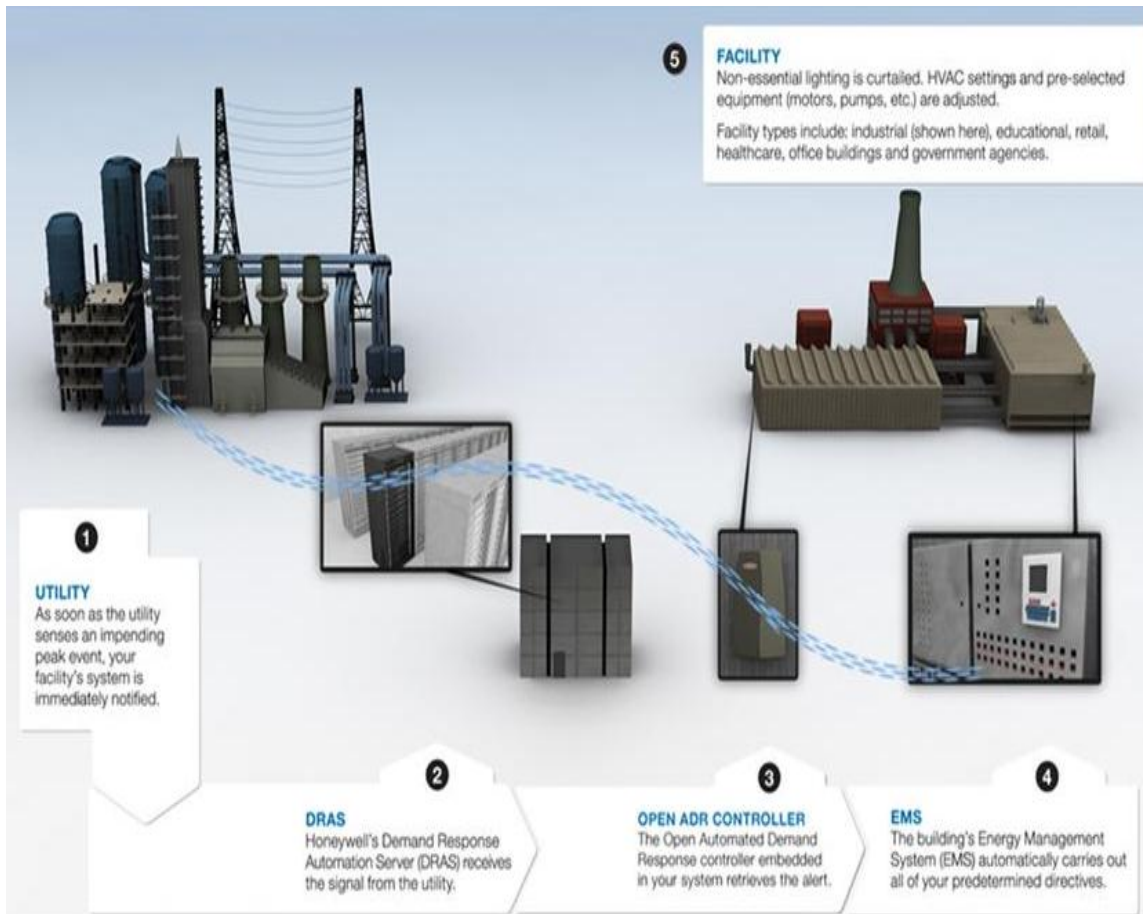 1
UTILITY
As soon as the utility
senses an impending
peak event, your
facility's system is
immediately notified.
2
DRAS
Honeywell's Demand Response
Automation Server (DRAS) receives
the signal from the utility.
3
OPEN ADR CONTROLLER
The Open Automated Demand
Response controller embedded
in your system retrieves the alert.
4
EMS
The building's Energy Management
System (EMS) automatically carries out
all of your predetermined directives.
5
FACILITY
Non-essential lighting is curtailed. HVAC settings and pre-selected
equipment (motors, pumps, etc.) are adjusted.
Facility types include: industrial (shown here), educational, retail,
healthcare, office buildings and government agencies.